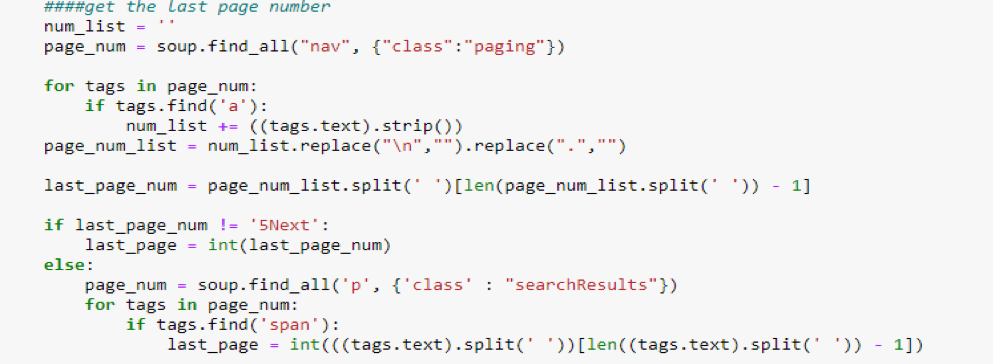 ####get the last page number
num_list = ''
page_num = soup.find_all("nav", {"class":"paging"})
for tags in page_num:
    if tags.find('a'):
        num_list += ((tags.text).strip())
page_num_list = num_list.replace("\n","").replace(".","")
last_page_num = page_num_list.split(' ')[len(page_num_list.split(' ')) - 1]
if last_page_num != '5Next':
    last_page = int(last_page_num)
else:
    page_num = soup.find_all('p', {'class' : "searchResults"})
    for tags in page_num:
        if tags.find('span'):
            last_page = int(((tags.text).split(' '))[len((tags.text).split(' ')) - 1])